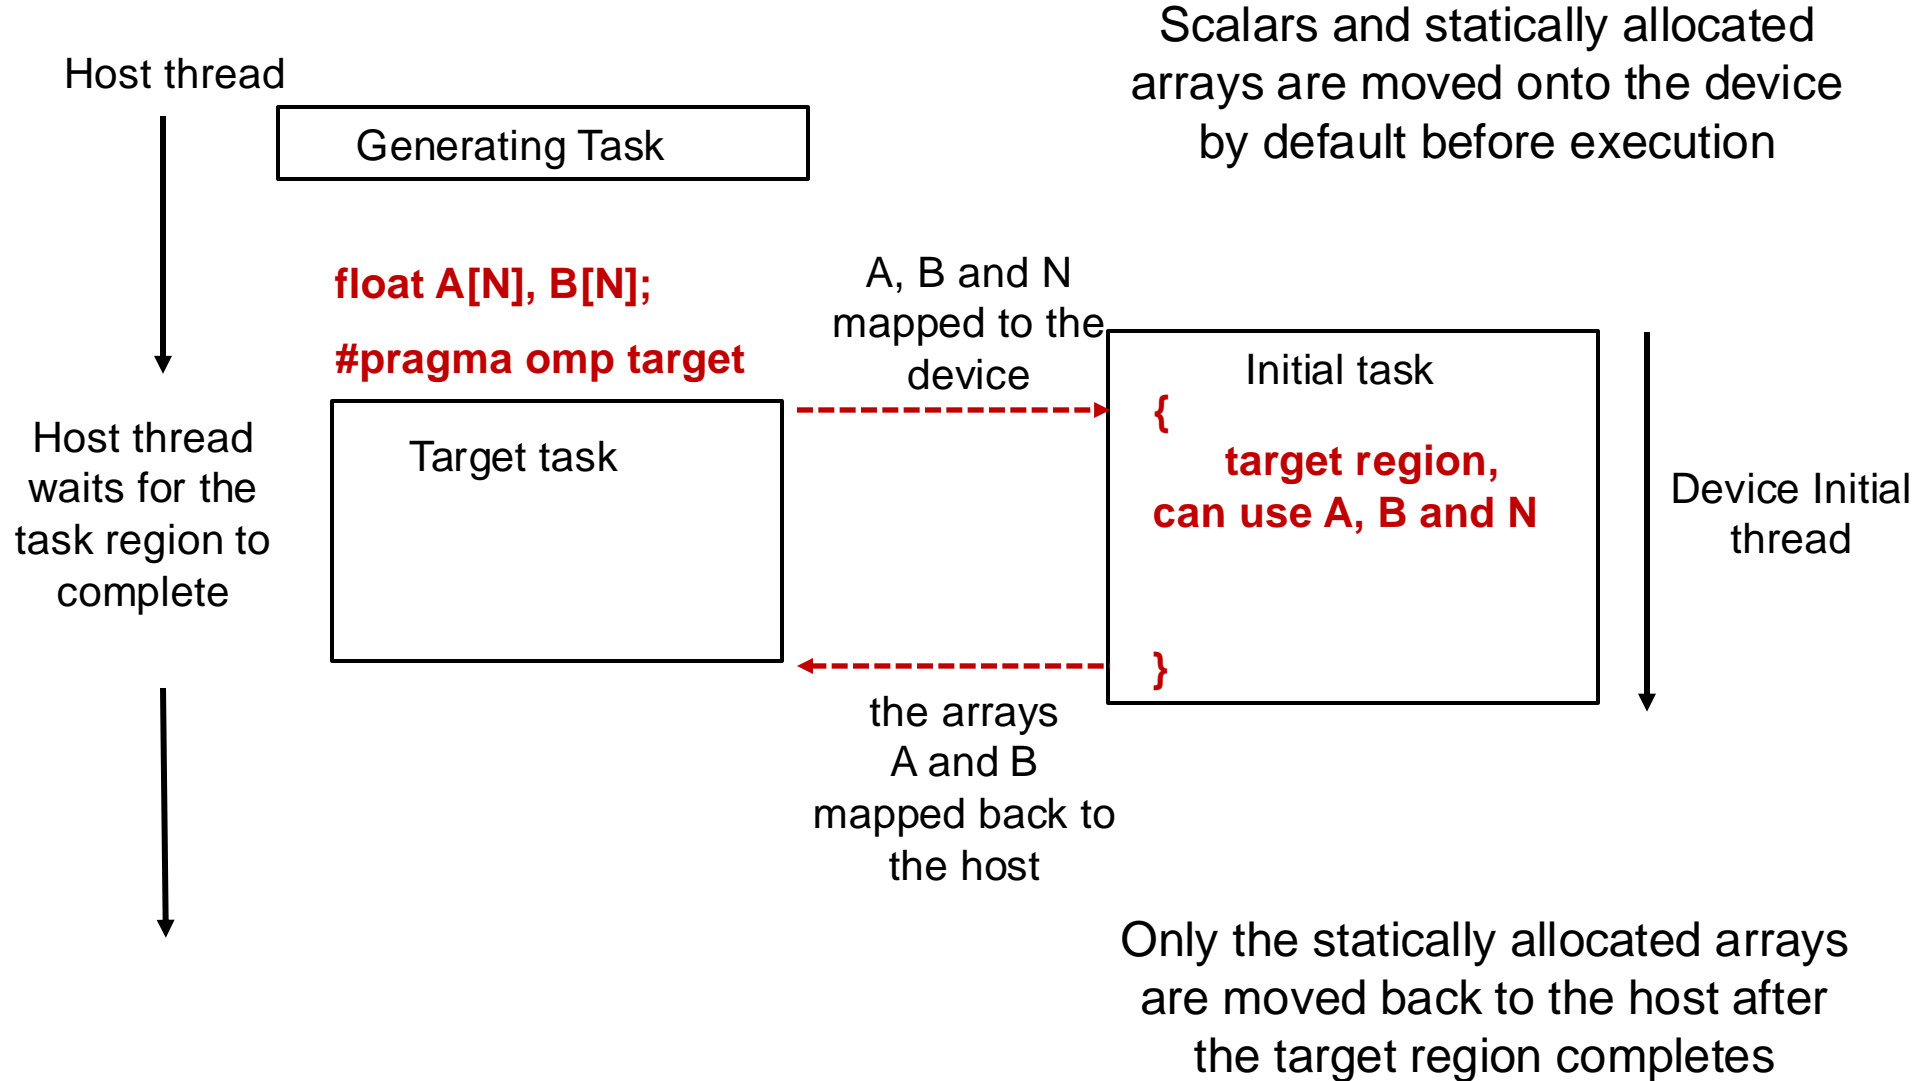 Scalars and statically allocated
arrays are moved onto the device
by default before execution
Host thread
Generating Task
float A[N], B[N];
#pragma omp target
A, B and N
mapped to the
device
Initial task
{
target region,
can use A, B and N
}
Host thread
waits for the
task region to
complete
Target task
Device Initial
thread
the arrays
A and B
mapped back to
the host
Only the statically allocated arrays
are moved back to the host after
the target region completes